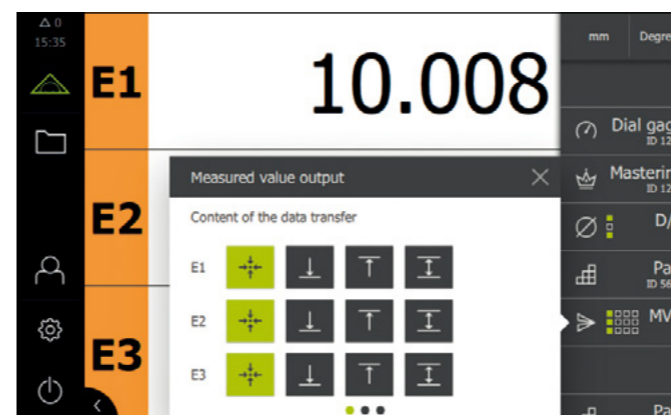 △ 0
15:35
E1
10.008
mm Degre
Dial gag
ID 12
Masterin
ID 12
E2
D/
Pa
ID 56
MV
E3
Pa
Measured value output
Content of the data transfer
E1
E2
E3